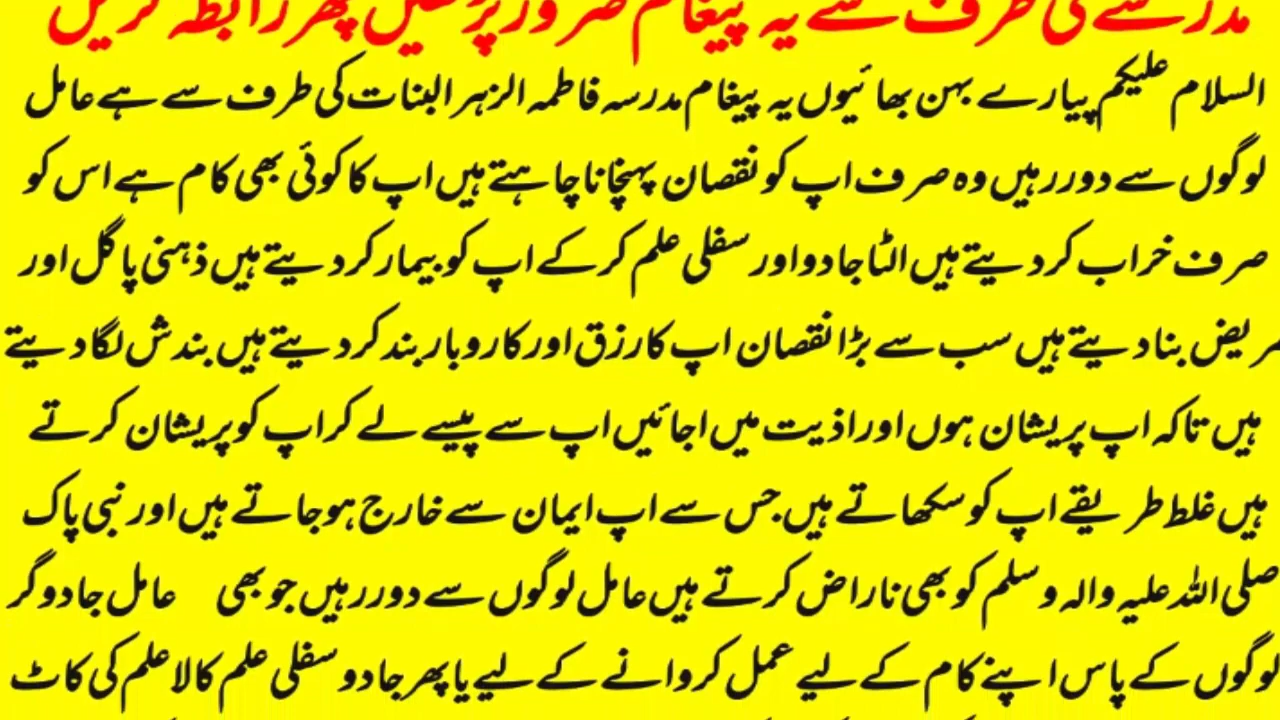 مدرسے کی طرف سے یہ پیغام ضرور پڑھیں پھر رابطہ کریں
السلام علیکم پیارے بہن بھائیوں یہ پیغام مدرسہ فاطمہ الزہرا البنات کی طرف سے ہے عامل
لوگوں سے دور رہیں وہ صرف اپ کو نقصان پہنچانا چاہتے ہیں اپ کا کوئی بھی کام ہے اس کو
صرف خراب کر دیتے ہیں الٹا جادو اور سفلی علم کر کے اپ کو بیمار کر دیتے ہیں ذہنی پاگل اور
مریض بنا دیتے ہیں سب سے بڑا نقصان اپ کا رزق اور کاروبار بند کر دیتے ہیں بندش لگا دیتے
ہیں تاکہ اپ پریشان ہوں اور اذیت میں اجائیں اپ سے پیسے لے کر اپ کو پریشان کرتے
ہیں غلط طریقے اپ کو سکھاتے ہیں جس سے اپ ایمان سے خارج ہو جاتے ہیں اور نبی پاک
صلی اللہ علیہ والہ وسلم کو بھی ناراض کرتے ہیں عامل لوگوں سے دور رہیں جو بھی عامل جادوگر
لوگوں کے پاس اپنے کام کے لیے عمل کروانے کے لیے یا پھر جادو سفلی علم کالا علم کی کاٹ